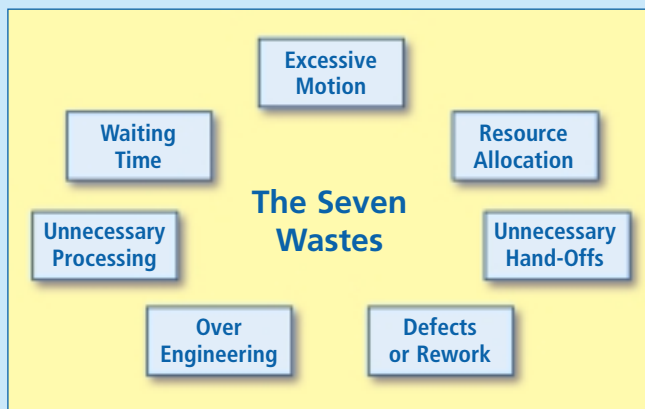 Excessive
Motion
Waiting
Time
Resource
Allocation
The Seven
Wastes
Unnecessary
Processing
Unnecessary
Hand-Offs
Over
Engineering
Defects
or Rework